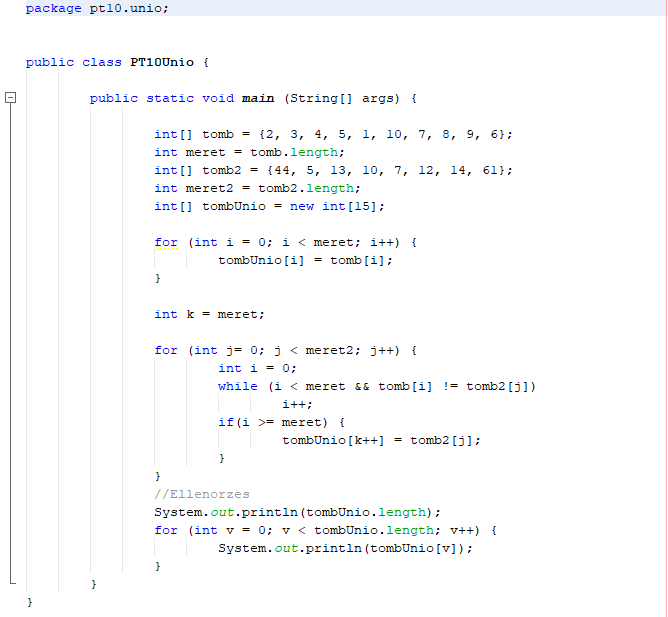 package pt10.unio;
public class PT10Unio {
public static void main (String[] args) {
int[] tomb = {2, 3, 4, 5, 1, 10, 7, 8, 9, 6};
int meret = tomb.length;
int[] tomb2 = {44, 5, 13, 10, 7, 12, 14, 61};
int meret2 = tomb2.length;
int[] tombUnio = new int[15];
for (int i = 0; i < meret; i++) {
tombUnio[i] = tomb[i];
}
int k = meret;
for (int j= 0; j < meret2; j++) {
int i = 0;
while (i < meret && tomb[i] != tomb2[j])
i++;
if(i >= meret) {
tombUnio[k++] = tomb2[j];
}
}
//Ellenorzes
System.out.println(tombUnio.length);
for (int v = 0; v < tombUnio.length; v++) {
System.out.println(tombUnio[v]);
}
}
}